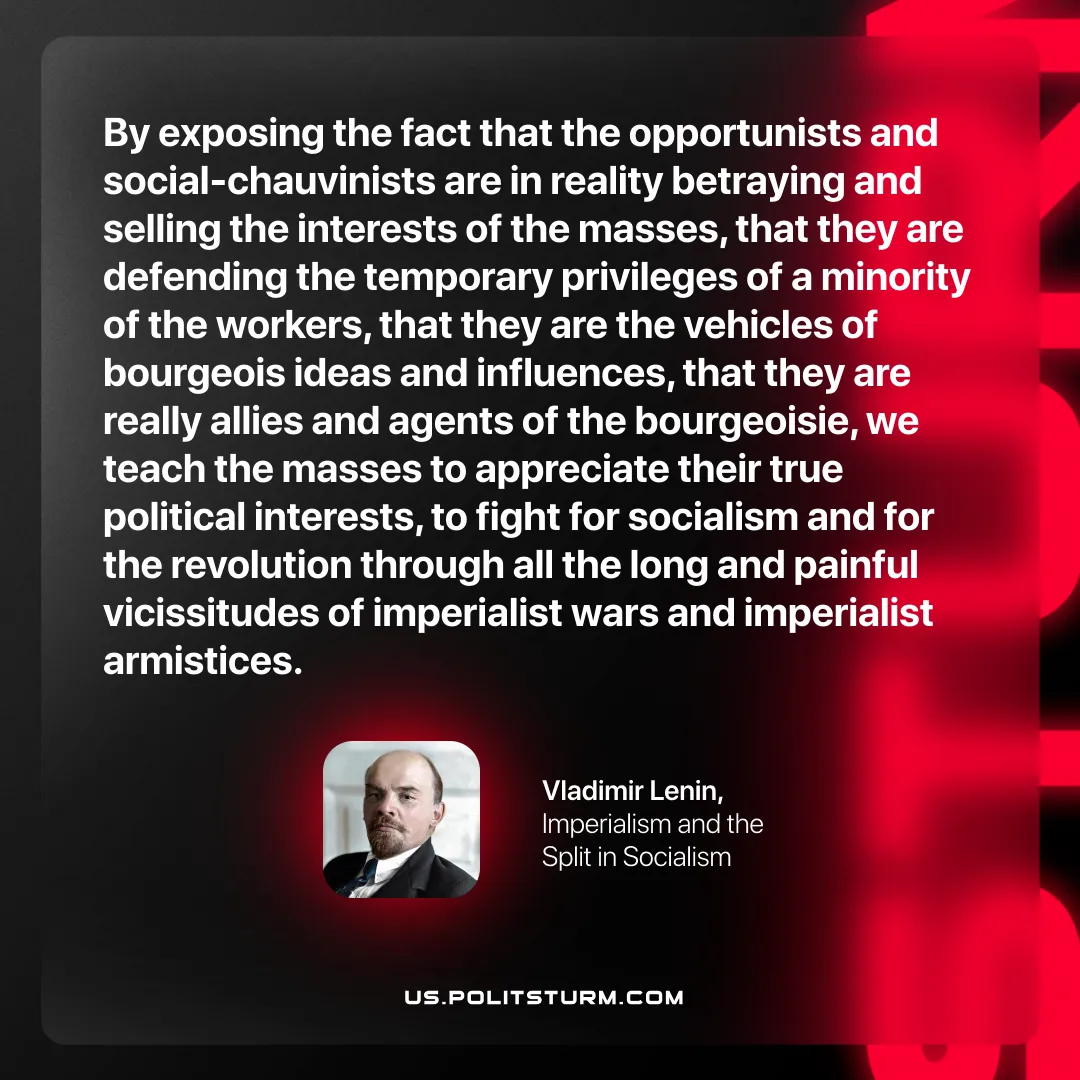 By exposing the fact that the opportunists and
social-chauvinists are in reality betraying and
selling the interests of the masses, that they are
defending the temporary privileges of a minority
of the workers, that they are the vehicles of
bourgeois ideas and influences, that they are
really allies and agents of the bourgeoisie, we
teach the masses to appreciate their true
political interests, to fight for socialism and for
the revolution through all the long and painful
vicissitudes of imperialist wars and imperialist
armistices.
Vladimir Lenin,
Imperialism and the
Split in Socialism
US.POLITSTURM.COM